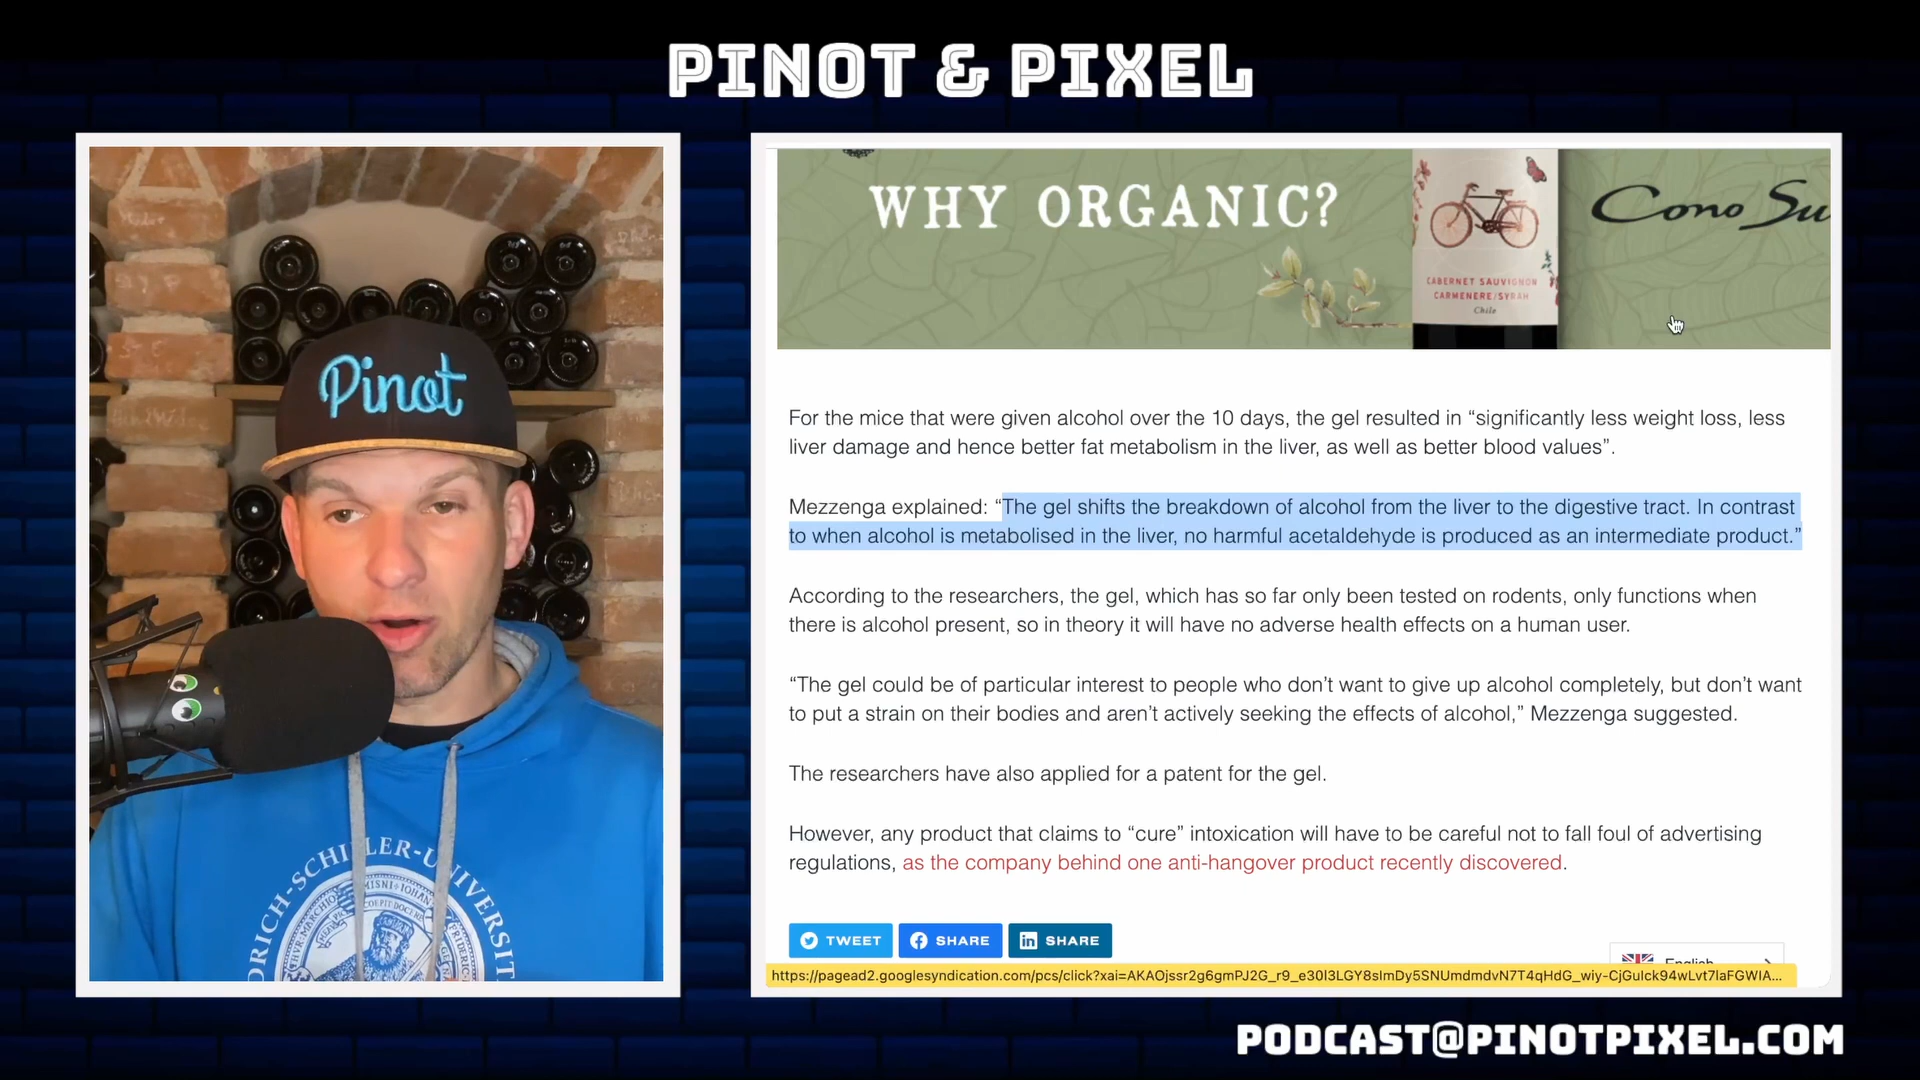 PINOT & PIXEL
Pinot
WHY ORGANIC?
CABERNET SAUVIGNON
CARMENERE/SYRAH
Chile
Cono Su
For the mice that were given alcohol over the 10 days, the gel resulted in “significantly less weight loss, less
liver damage and hence better fat metabolism in the liver, as well as better blood values”.
Mezzenga explained: “The gel shifts the breakdown of alcohol from the liver to the digestive tract. In contrast
to when alcohol is metabolised in the liver, no harmful acetaldehyde is produced as an intermediate product.”
According to the researchers, the gel, which has so far only been tested on rodents, only functions when
there is alcohol present, so in theory it will have no adverse health effects on a human user.
“The gel could be of particular interest to people who don’t want to give up alcohol completely, but don’t want
to put a strain on their bodies and aren’t actively seeking the effects of alcohol,” Mezzenga suggested.
The researchers have also applied for a patent for the gel.
However, any product that claims to “cure” intoxication will have to be careful not to fall foul of advertising
regulations, as the company behind one anti-hangover product recently discovered.
TWEET
SHARE
SHARE
English
DRICH-SCHILLER-UNIVERSIT
PODCAST@PINOTPIXEL.COM